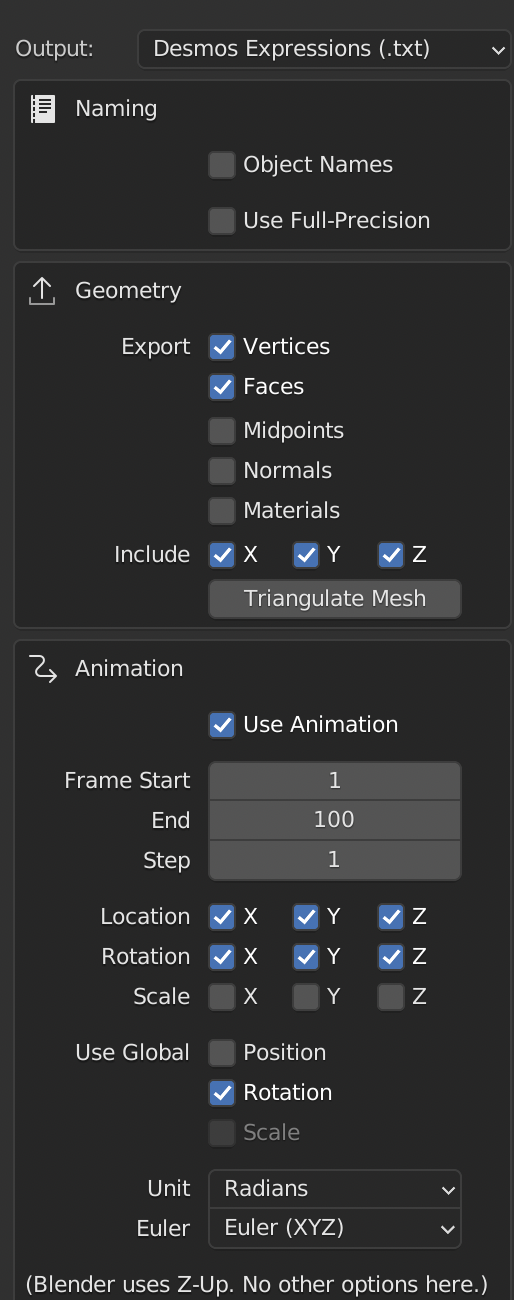 Output: Desmos Expressions (.txt)
Naming
Object Names
Use Full-Precision
Geometry
Export Vertices
Faces
Midpoints
Normals
Materials
Include X Y Z
Triangulate Mesh
Animation
Use Animation
Frame Start 1
End 100
Step 1
Location X Y Z
Rotation X Y Z
Scale X Y Z
Use Global Position
Rotation
Scale
Unit Radians
Euler Euler (XYZ)
(Blender uses Z-Up. No other options here.)